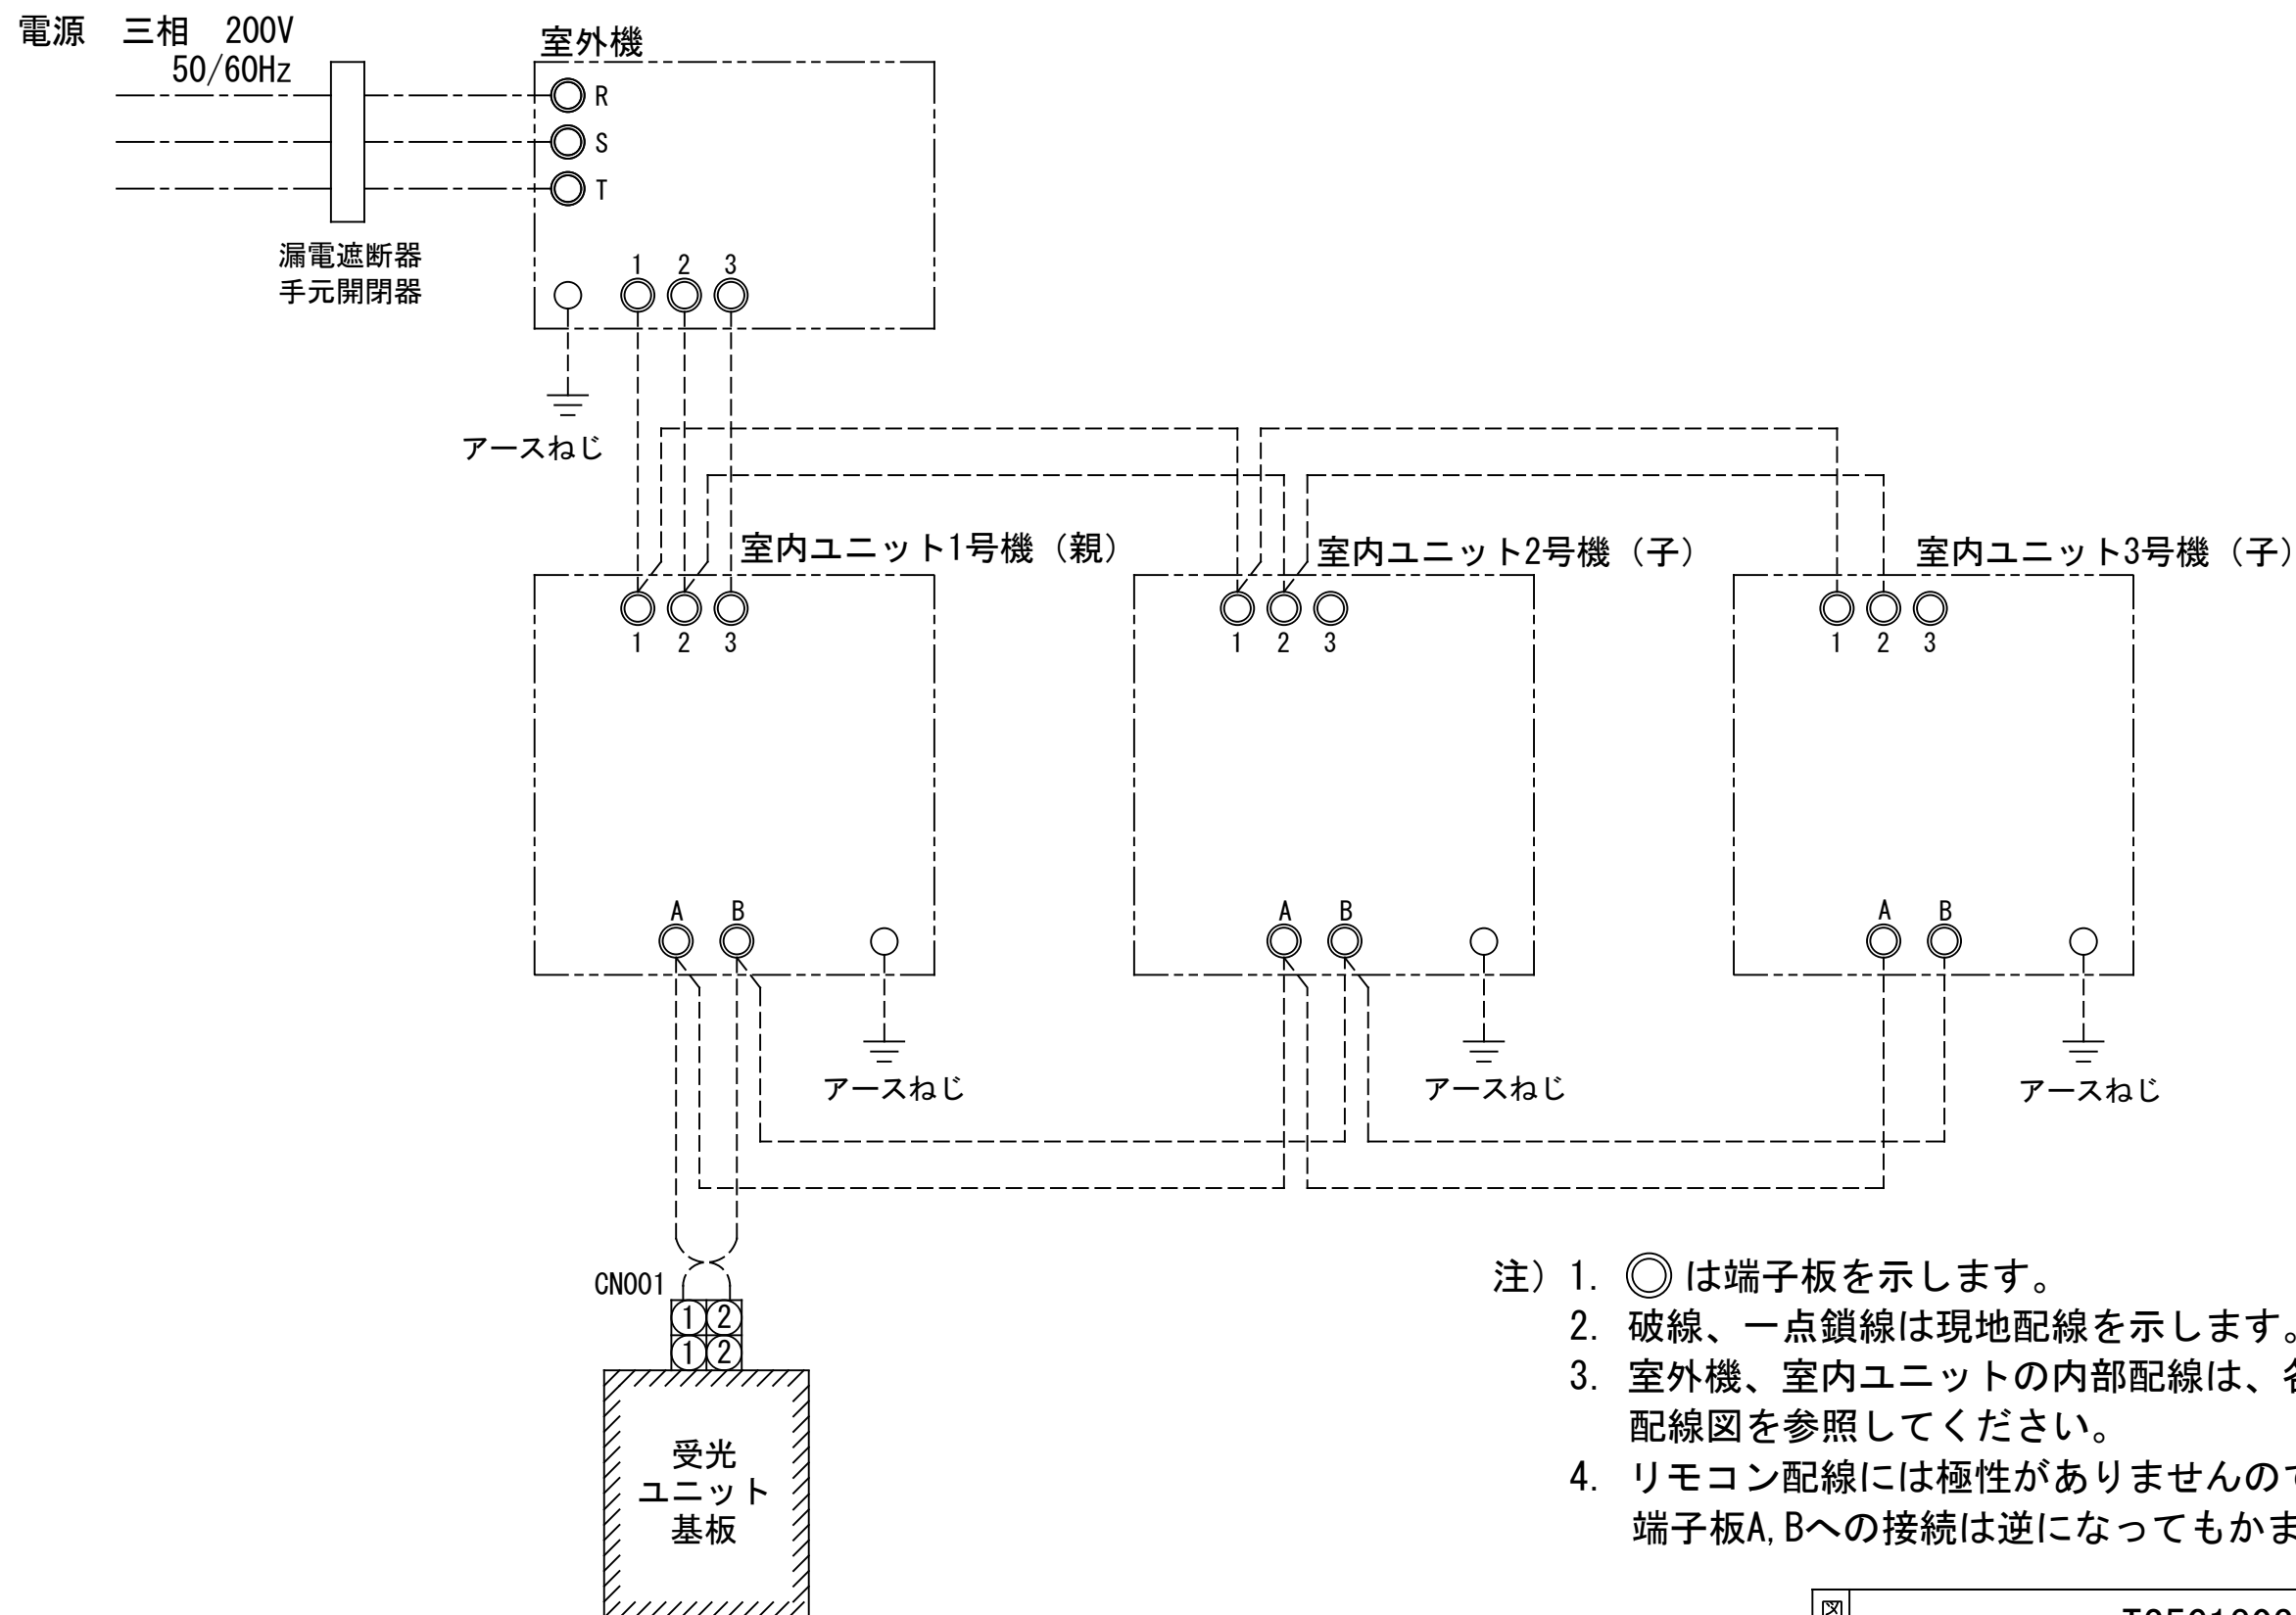 電源 三相 200V
50/60Hz
室外機
R
S
T
漏電遮断器
手元開閉器
1 2 3
アースねじ
室内ユニット1号機（親）
室内ユニット2号機（子）
室内ユニット3号機（子）
1 2 3
1 2 3
1 2 3
A B
A B
A B
アースねじ
アースねじ
アースねじ
CN001
1 2
1 2
受光
ユニット
基板
注）1. ◎ は端子板を示します。
2. 破線、一点鎖線は現地配線を示します。
3. 室外機、室内ユニットの内部配線は、
配線図を参照してください。
4. リモコン配線には極性がありませんの
端子板A,Bへの接続は逆になってもかま
図